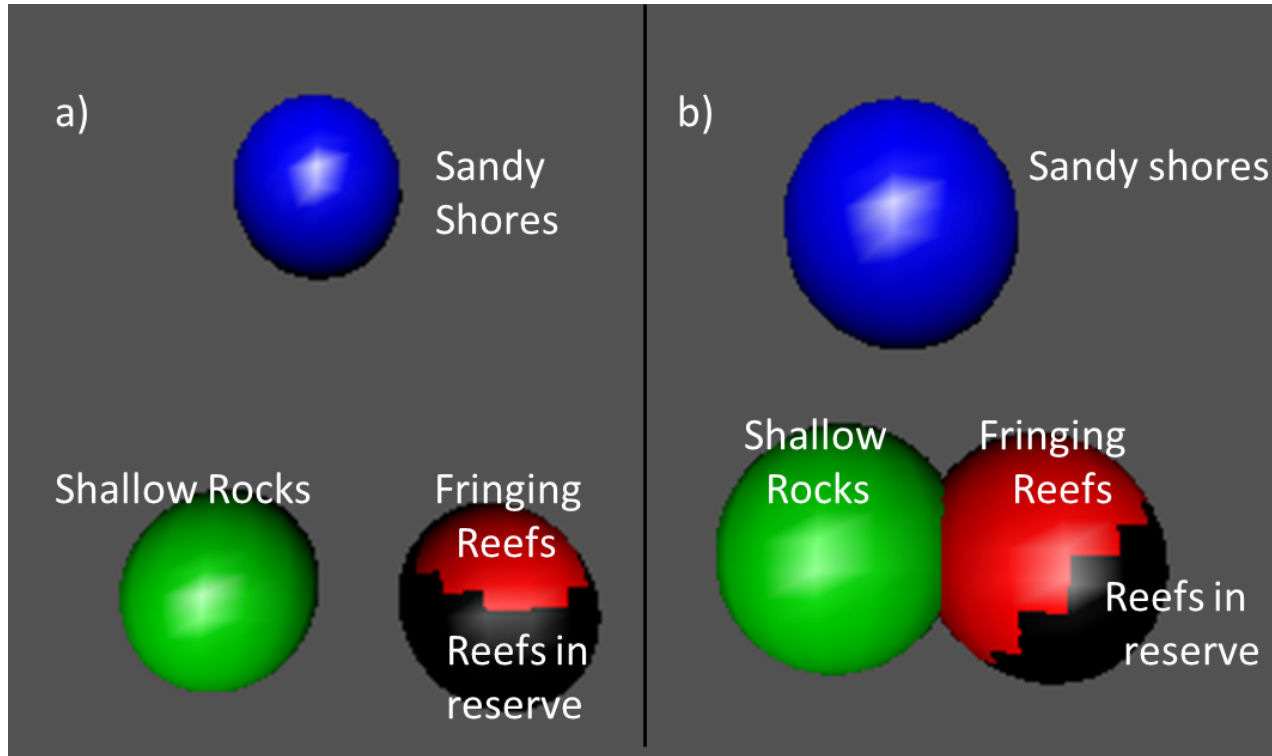 a)
Sandy
Shores
Shallow Rocks
Fringing
Reefs
Reefs in
reserve
b)
Sandy shores
Shallow
Rocks
Fringing
Reefs
Reefs in
reserve